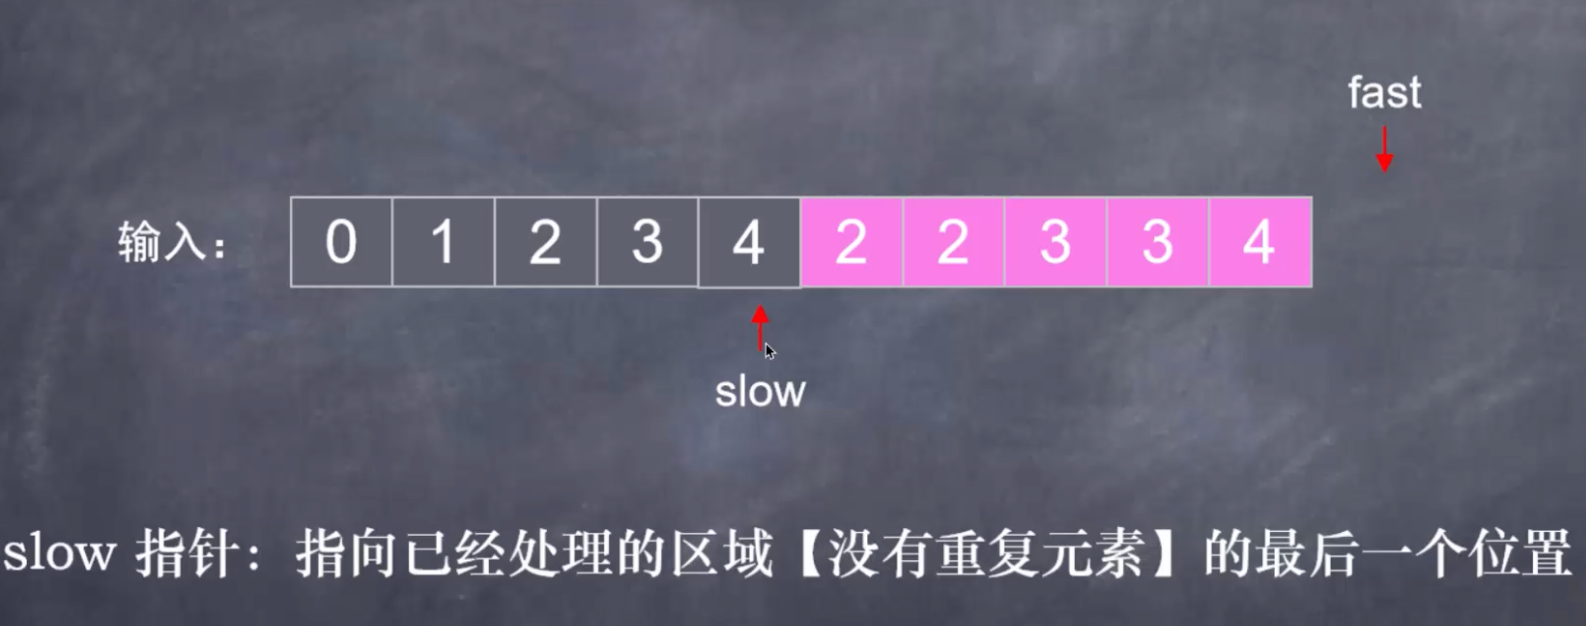 fast
输入： 0 1 2 3 4 2 2 3 3 4
slow
slow 指针：指向已经处理的区域【没有重复元素】的最后一个位置